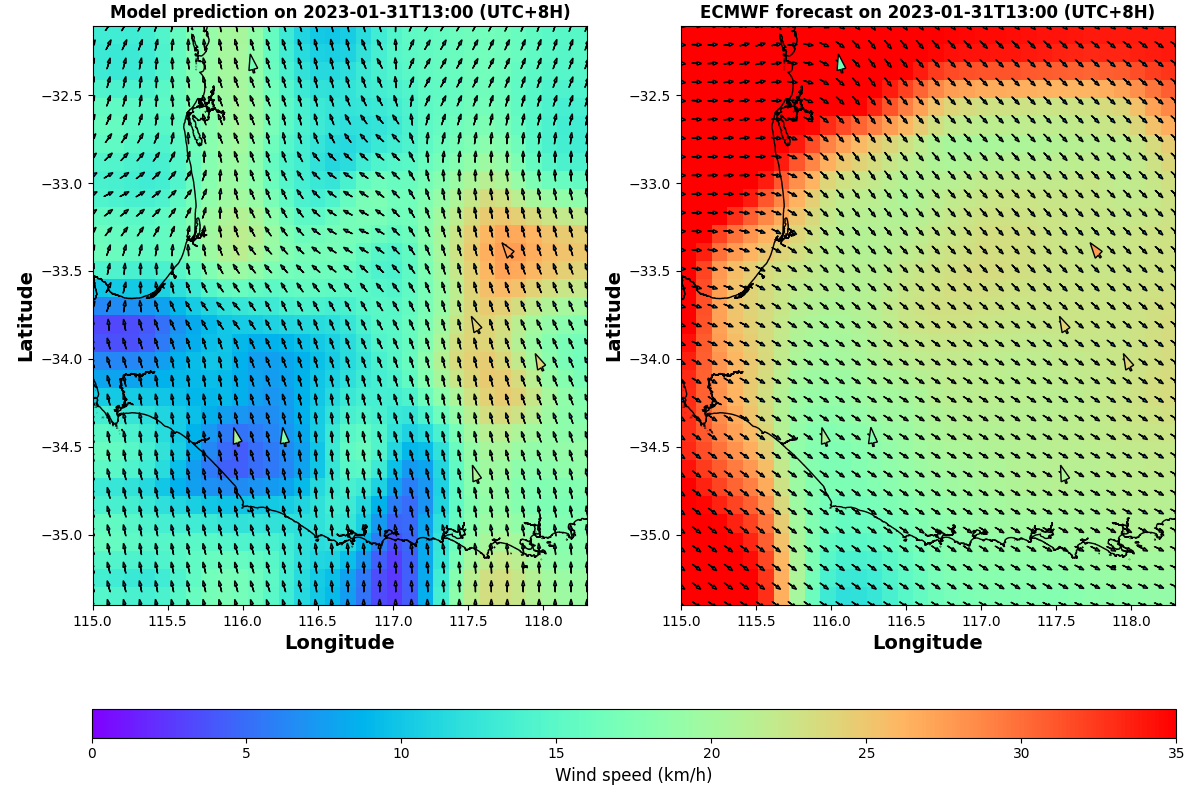 Model prediction on 2023-01-31T13:00 (UTC+8H)
ECMWF forecast on 2023-01-31T13:00 (UTC+8H)
−32.5
−33.0
−33.5
−34.0
−34.5
−35.0
Latitude
115.0 115.5 116.0 116.5 117.0 117.5 118.0
Longitude
−32.5
−33.0
−33.5
−34.0
−34.5
−35.0
Latitude
115.0 115.5 116.0 116.5 117.0 117.5 118.0
Longitude
0 5 10 15 20 25 30 35
Wind speed (km/h)